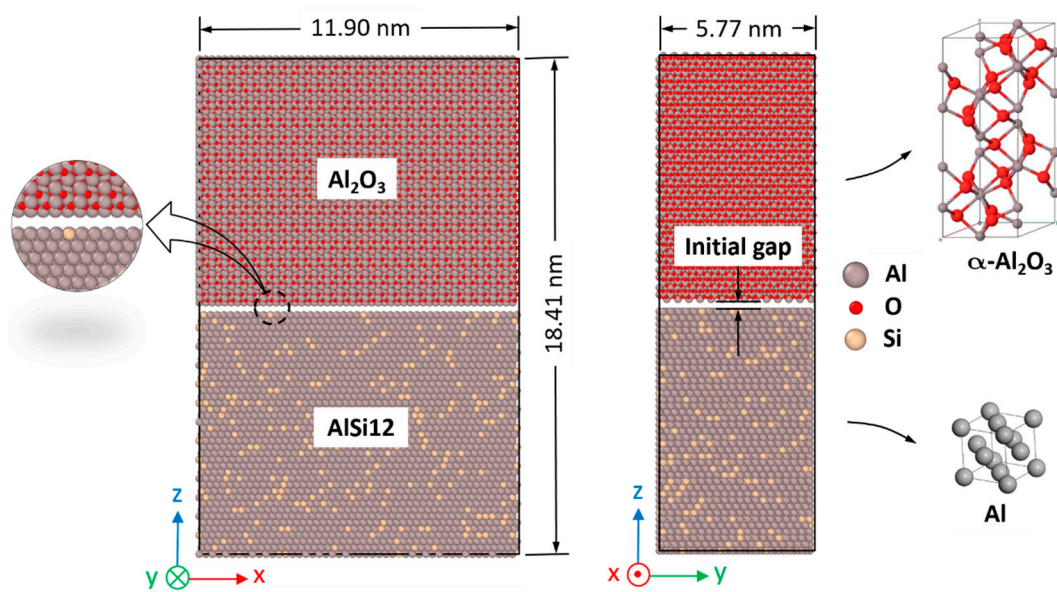 11.90 nm
5.77 nm
Al₂O₃
Initial gap
α-Al₂O₃
Al
O
Si
18.41 nm
AlSi12
Al
z
y
x
z
x
y